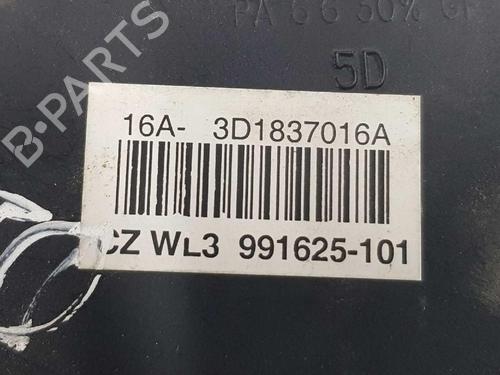 PA 6 6 50% GF
5D
16A- 3D1837016A
CZ WL3 991625-101
B-PARTS